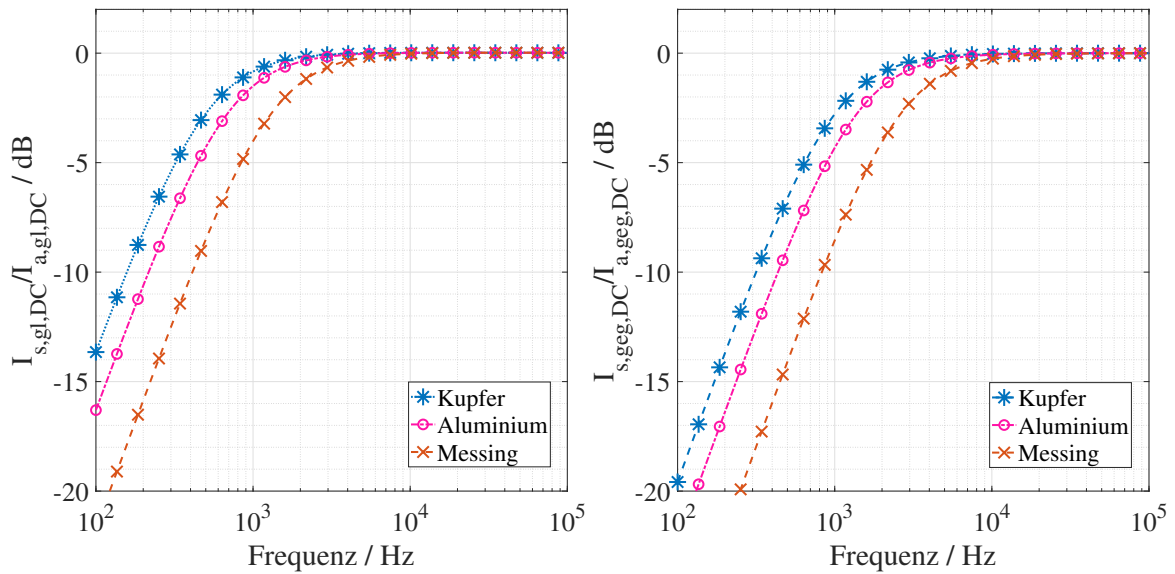 I_s,gl,DC/I_a,gl,DC / dB
0
-5
-10
-15
-20
10^2
10^3
10^4
10^5
Frequenz / Hz
Kupfer
Aluminium
Messing
I_s,geg,DC/I_a,geg,DC / dB
0
-5
-10
-15
-20
10^2
10^3
10^4
10^5
Frequenz / Hz
Kupfer
Aluminium
Messing